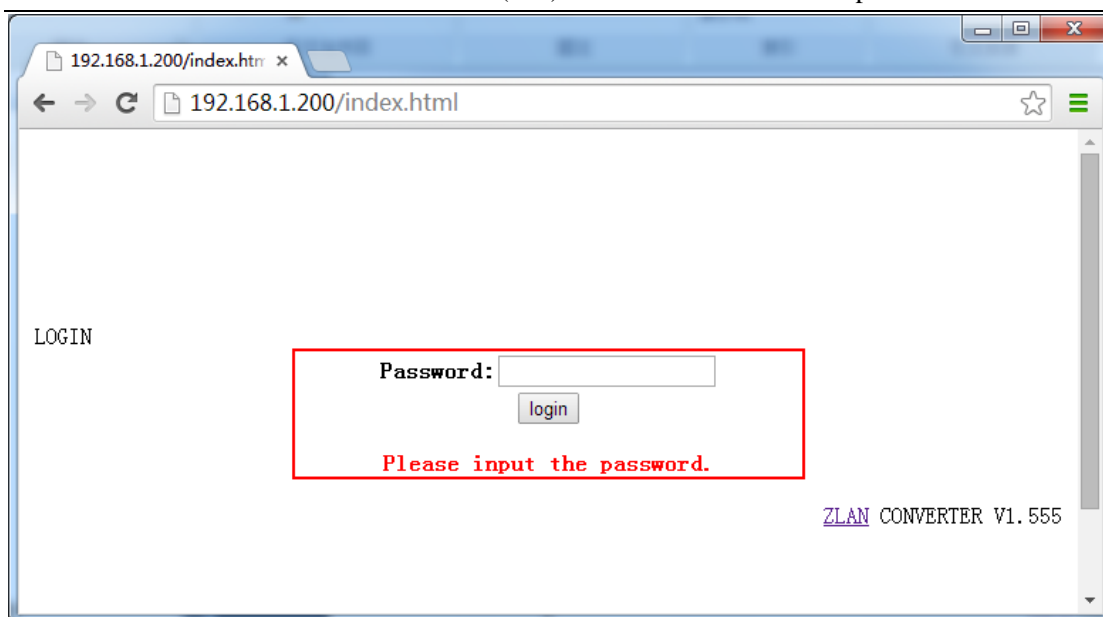 192.168.1.200/index.htm
192.168.1.200/index.html
LOGIN
Password:
login
Please input the password.
ZLAN CONVERTER V1.555